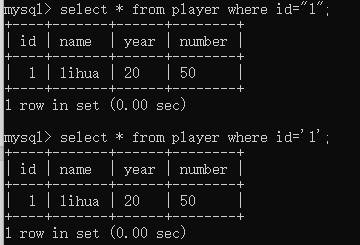 mysql> select * from player where id="1";
+----+-------+------+--------+
| id | name | year | number |
+----+-------+------+--------+
| 1 | lihua | 20 | 50 |
+----+-------+------+--------+
1 row in set (0.00 sec)
mysql> select * from player where id='1';
+----+-------+------+--------+
| id | name | year | number |
+----+-------+------+--------+
| 1 | lihua | 20 | 50 |
+----+-------+------+--------+
1 row in set (0.00 sec)